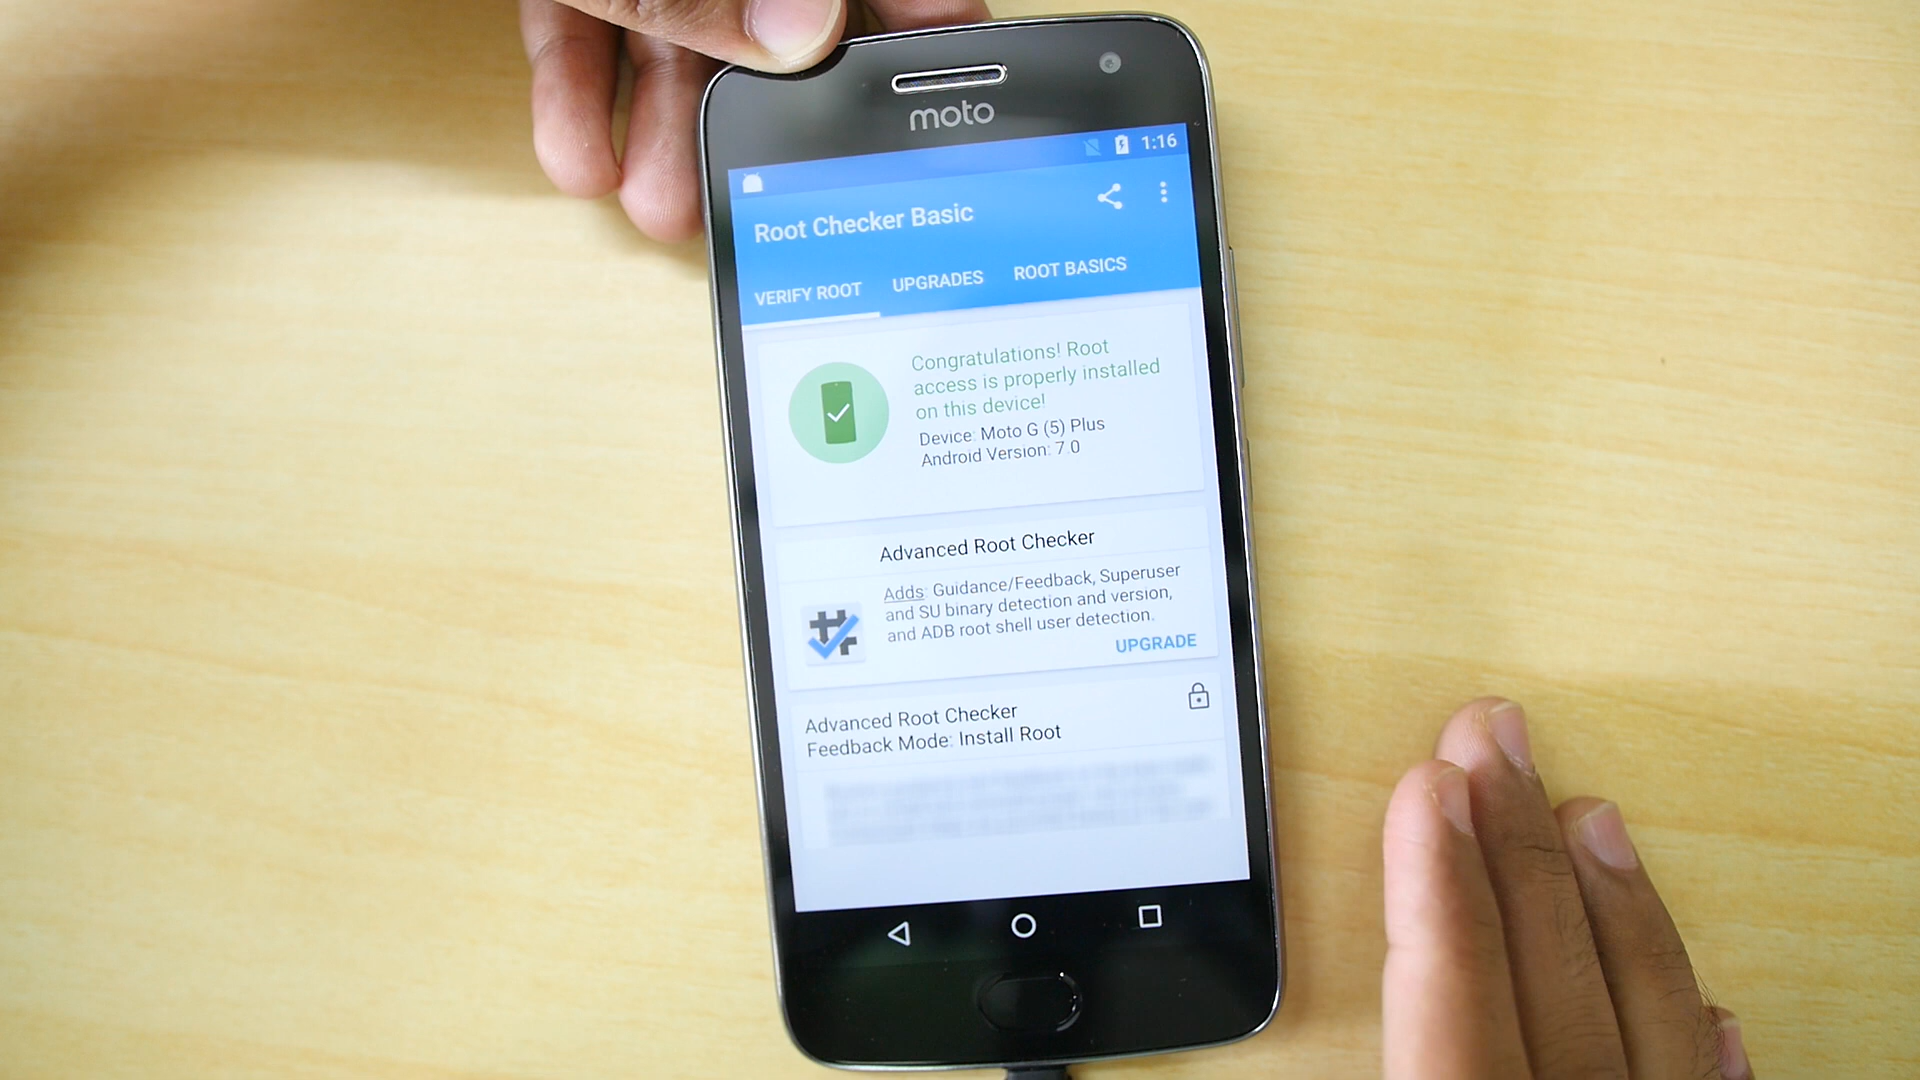 moto
1:16
Root Checker Basic
VERIFY ROOT UPGRADES ROOT BASICS
Congratulations! Root
access is properly installed
on this device!
Device: Moto G (5) Plus
Android Version: 7.0
Advanced Root Checker
Adds: Guidance/Feedback, Superuser
and SU binary detection and version,
and ADB root shell user detection.
UPGRADE
Advanced Root Checker
Feedback Mode: Install Root